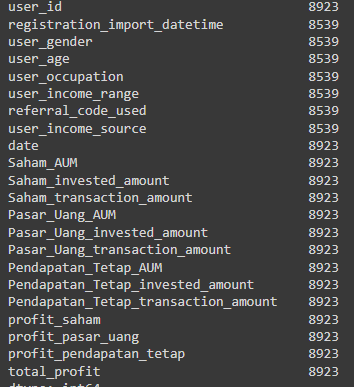 user_id 8923
registration_import_datetime 8539
user_gender 8539
user_age 8539
user_occupation 8539
user_income_range 8539
referral_code_used 8539
user_income_source 8539
date 8923
Saham_AUM 8923
Saham_invested_amount 8923
Saham_transaction_amount 8923
Pasar_Uang_AUM 8923
Pasar_Uang_invested_amount 8923
Pasar_Uang_transaction_amount 8923
Pendapatan_Tetap_AUM 8923
Pendapatan_Tetap_invested_amount 8923
Pendapatan_Tetap_transaction_amount 8923
profit_saham 8923
profit_pasar_uang 8923
profit_pendapatan_tetap 8923
total_profit 8923
dtype: int64